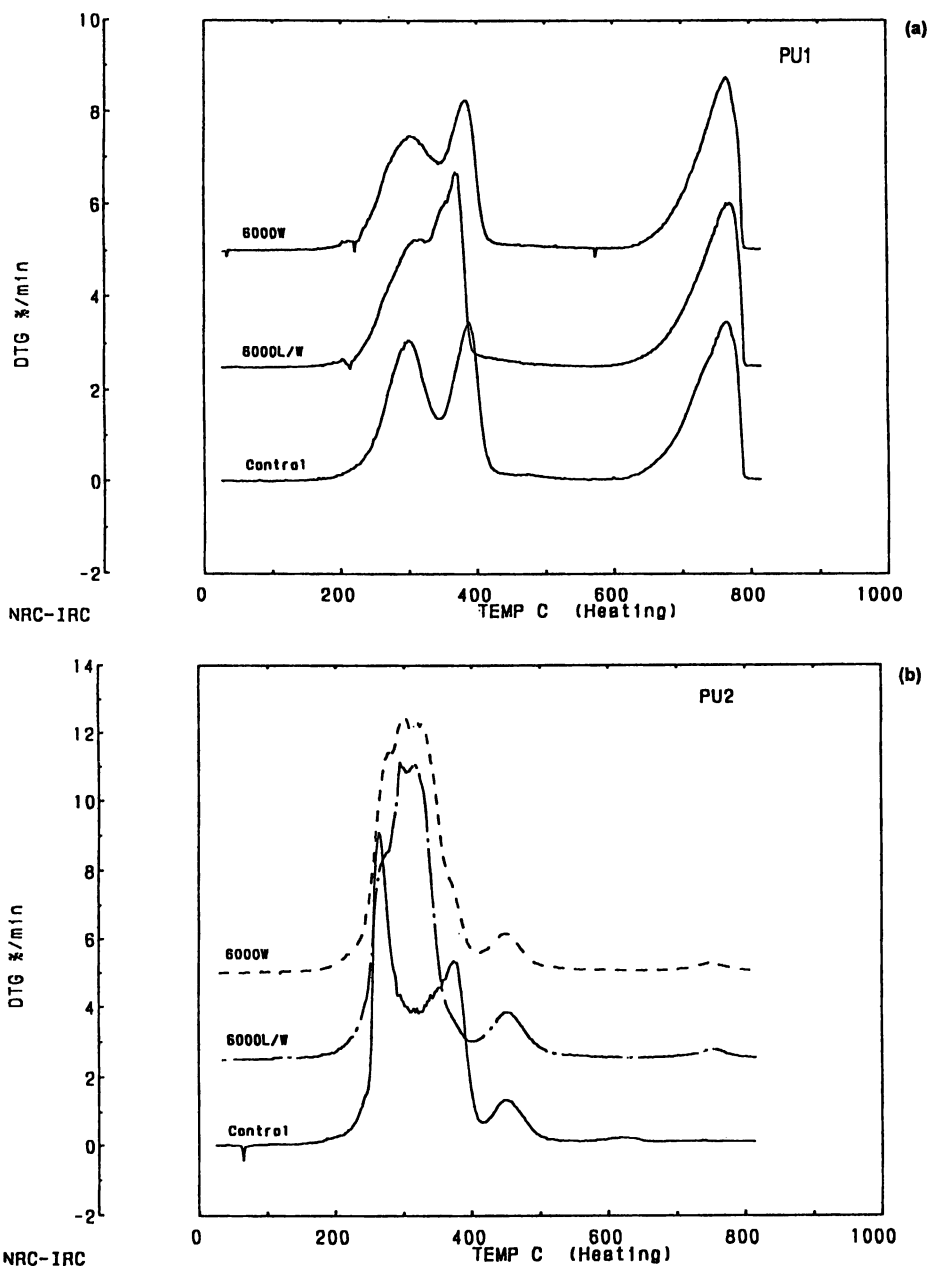 (a)
PU1
10
8
6
4
2
0
-2
DTG %/min
6000W
6000L/W
Control
0 200 400 600 800 1000
TEMP C (Heating)
NRC-IRC
(b)
PU2
14
12
10
8
6
4
2
0
-2
DTG %/min
6000W
6000L/W
Control
0 200 400 600 800 1000
TEMP C (Heating)
NRC-IRC